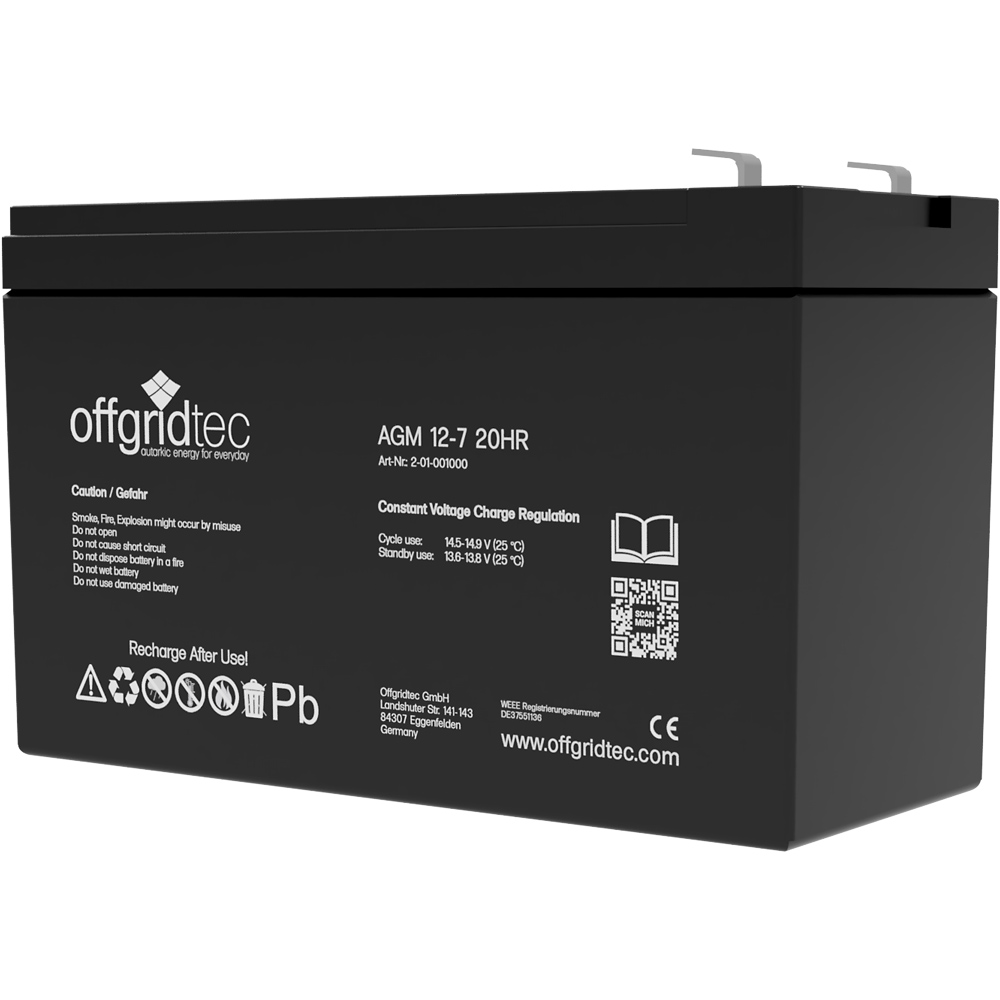 offgridtec
autarkic energy for everyday
Caution / Gefahr
Smoke, Fire, Explosion might occur by misuse
Do not open
Do not cause short circuit
Do not dispose battery in a fire
Do not wet battery
Do not use damaged battery
Recharge After Use!
Pb
AGM 12-7 20HR
Art-Nr.: 2-01-001000
Constant Voltage Charge Regulation
Cycle use: 14.5-14.9 V (25 °C)
Standby use: 13.6-13.8 V (25 °C)
SCAN
MICH
Offgridtec GmbH
Landshuter Str. 141-143
84307 Eggenfelden
Germany
WEEE Registrierungsnummer
DE37551136
CE
www.offgridtec.com